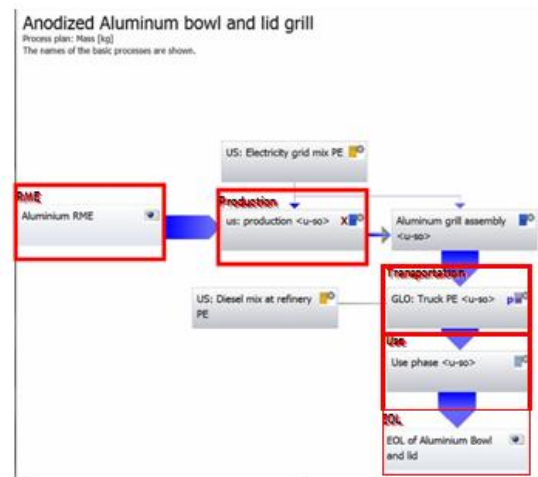 Anodized Aluminum bowl and lid grill
Process plan: Mass [kg]
The names of the basic processes are shown.
US: Electricity grid mix PE
RME
Aluminium RME
Production
us: production <u-so> X
Aluminum grill assembly
<u-so>
Transportation
US: Diesel mix at refinery
PE
GLO: Truck PE <u-so> p
Use
Use phase <u-so>
EOL
EOL of Aluminium Bowl
and lid